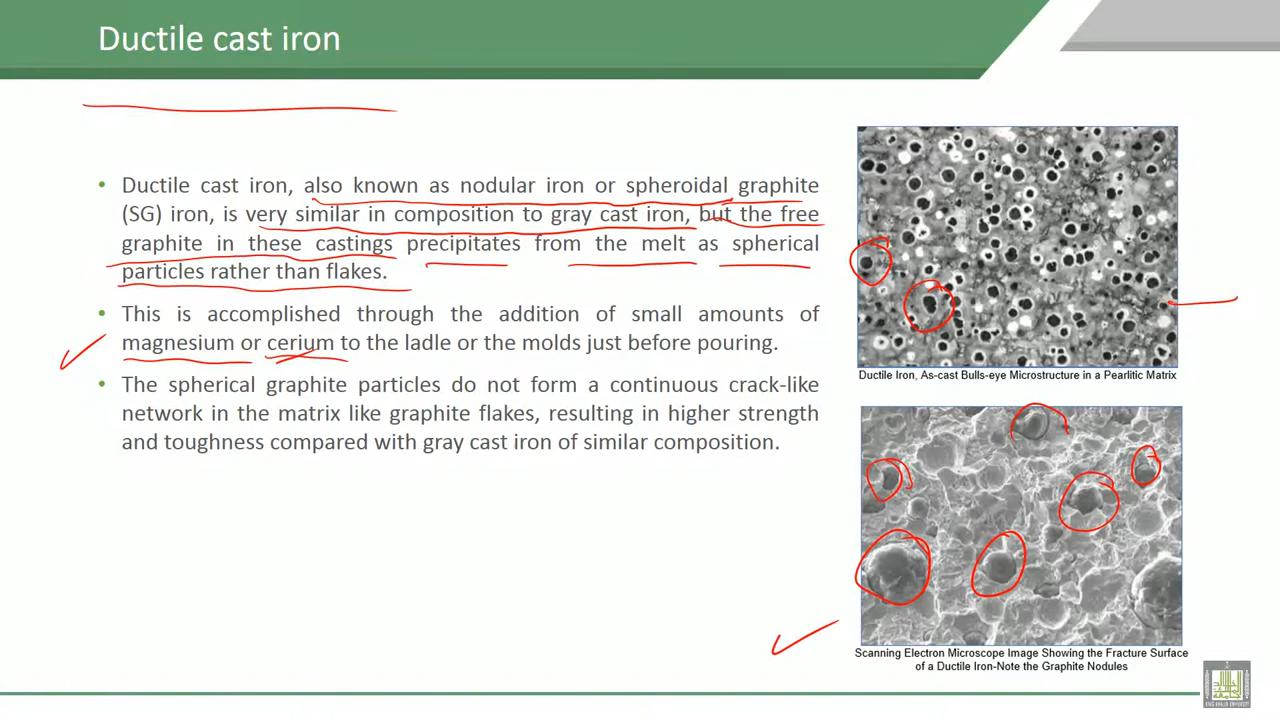 Ductile cast iron
• Ductile cast iron, also known as nodular iron or spheroidal graphite
(SG) iron, is very similar in composition to gray cast iron, but the free
graphite in these castings precipitates from the melt as spherical
particles rather than flakes.
• This is accomplished through the addition of small amounts of
magnesium or cerium to the ladle or the molds just before pouring.
• The spherical graphite particles do not form a continuous crack-like
network in the matrix like graphite flakes, resulting in higher strength
and toughness compared with gray cast iron of similar composition.
Ductile Iron, As-cast Bulls-eye Microstructure in a Pearlitic Matrix
Scanning Electron Microscope Image Showing the Fracture Surface
of a Ductile Iron-Note the Graphite Nodules